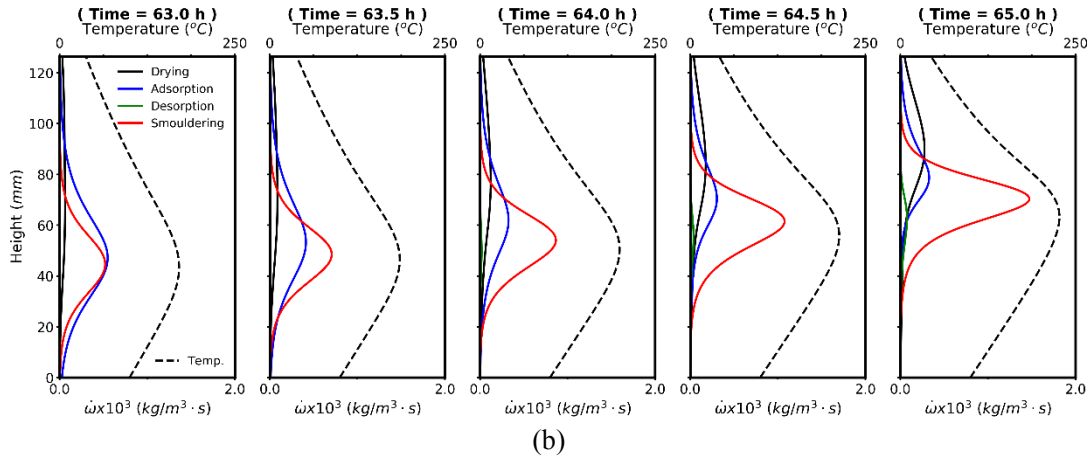 ( Time = 63.0 h ) ( Time = 63.5 h ) ( Time = 64.0 h ) ( Time = 64.5 h ) ( Time = 65.0 h )
Temperature (°C) Temperature (°C) Temperature (°C) Temperature (°C) Temperature (°C)
0 250 0 250 0 250 0 250 0 250
120
Drying
Adsorption
Desorption
Smouldering
100
80
Height (mm)
60
40
20
Temp.
0
0.0 2.0 0.0 2.0 0.0 2.0 0.0 2.0 0.0 2.0
ω̇x10³ (kg/m³ · s) ω̇x10³ (kg/m³ · s) ω̇x10³ (kg/m³ · s) ω̇x10³ (kg/m³ · s) ω̇x10³ (kg/m³ · s)
(b)